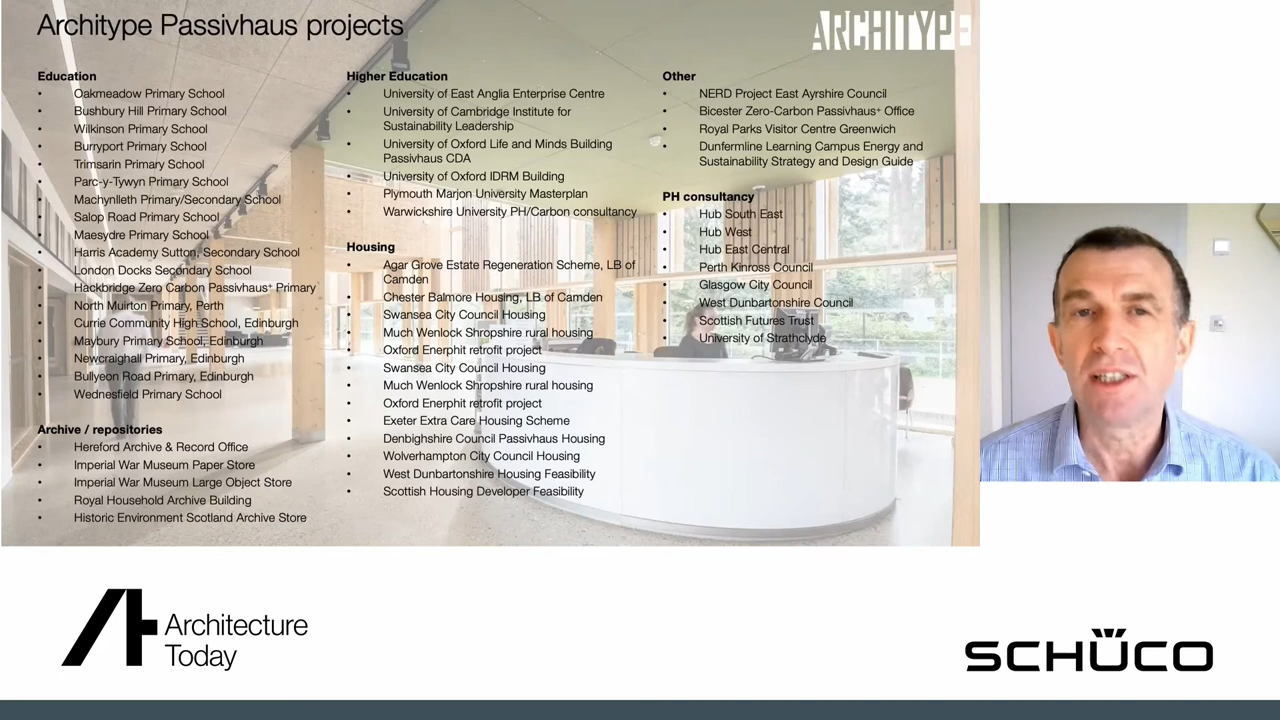 Architype Passivhaus projects
ARCHITYPE
Education
• Oakmeadow Primary School
• Bushbury Hill Primary School
• Wilkinson Primary School
• Burryport Primary School
• Trimsarin Primary School
• Parc-y-Tywyn Primary School
• Machynlleth Primary/Secondary School
• Salop Road Primary School
• Maesydre Primary School
• Harris Academy Sutton, Secondary School
• London Docks Secondary School
• Hackbridge Zero Carbon Passivhaus⁺ Primary
• North Muirton Primary, Perth
• Currie Community High School, Edinburgh
• Maybury Primary School, Edinburgh
• Newcraighall Primary, Edinburgh
• Bullyeon Road Primary, Edinburgh
• Wednesfield Primary School
Archive / repositories
• Hereford Archive & Record Office
• Imperial War Museum Paper Store
• Imperial War Museum Large Object Store
• Royal Household Archive Building
• Historic Environment Scotland Archive Store
Higher Education
• University of East Anglia Enterprise Centre
• University of Cambridge Institute for
Sustainability Leadership
• University of Oxford Life and Minds Building
Passivhaus CDA
• University of Oxford IDRM Building
• Plymouth Marjon University Masterplan
• Warwickshire University PH/Carbon consultancy
Housing
• Agar Grove Estate Regeneration Scheme, LB of
Camden
• Chester Balmore Housing, LB of Camden
• Swansea City Council Housing
• Much Wenlock Shropshire rural housing
• Oxford Enerphit retrofit project
• Swansea City Council Housing
• Much Wenlock Shropshire rural housing
• Oxford Enerphit retrofit project
• Exeter Extra Care Housing Scheme
• Denbighshire Council Passivhaus Housing
• Wolverhampton City Council Housing
• West Dunbartonshire Housing Feasibility
• Scottish Housing Developer Feasibility
Other
• NERD Project East Ayrshire Council
• Bicester Zero-Carbon Passivhaus⁺ Office
• Royal Parks Visitor Centre Greenwich
• Dunfermline Learning Campus Energy and
Sustainability Strategy and Design Guide
PH consultancy
• Hub South East
• Hub West
• Hub East Central
• Perth Kinross Council
• Glasgow City Council
• West Dunbartonshire Council
• Scottish Futures Trust
• University of Strathclyde
Architecture
Today
SCHÜCO